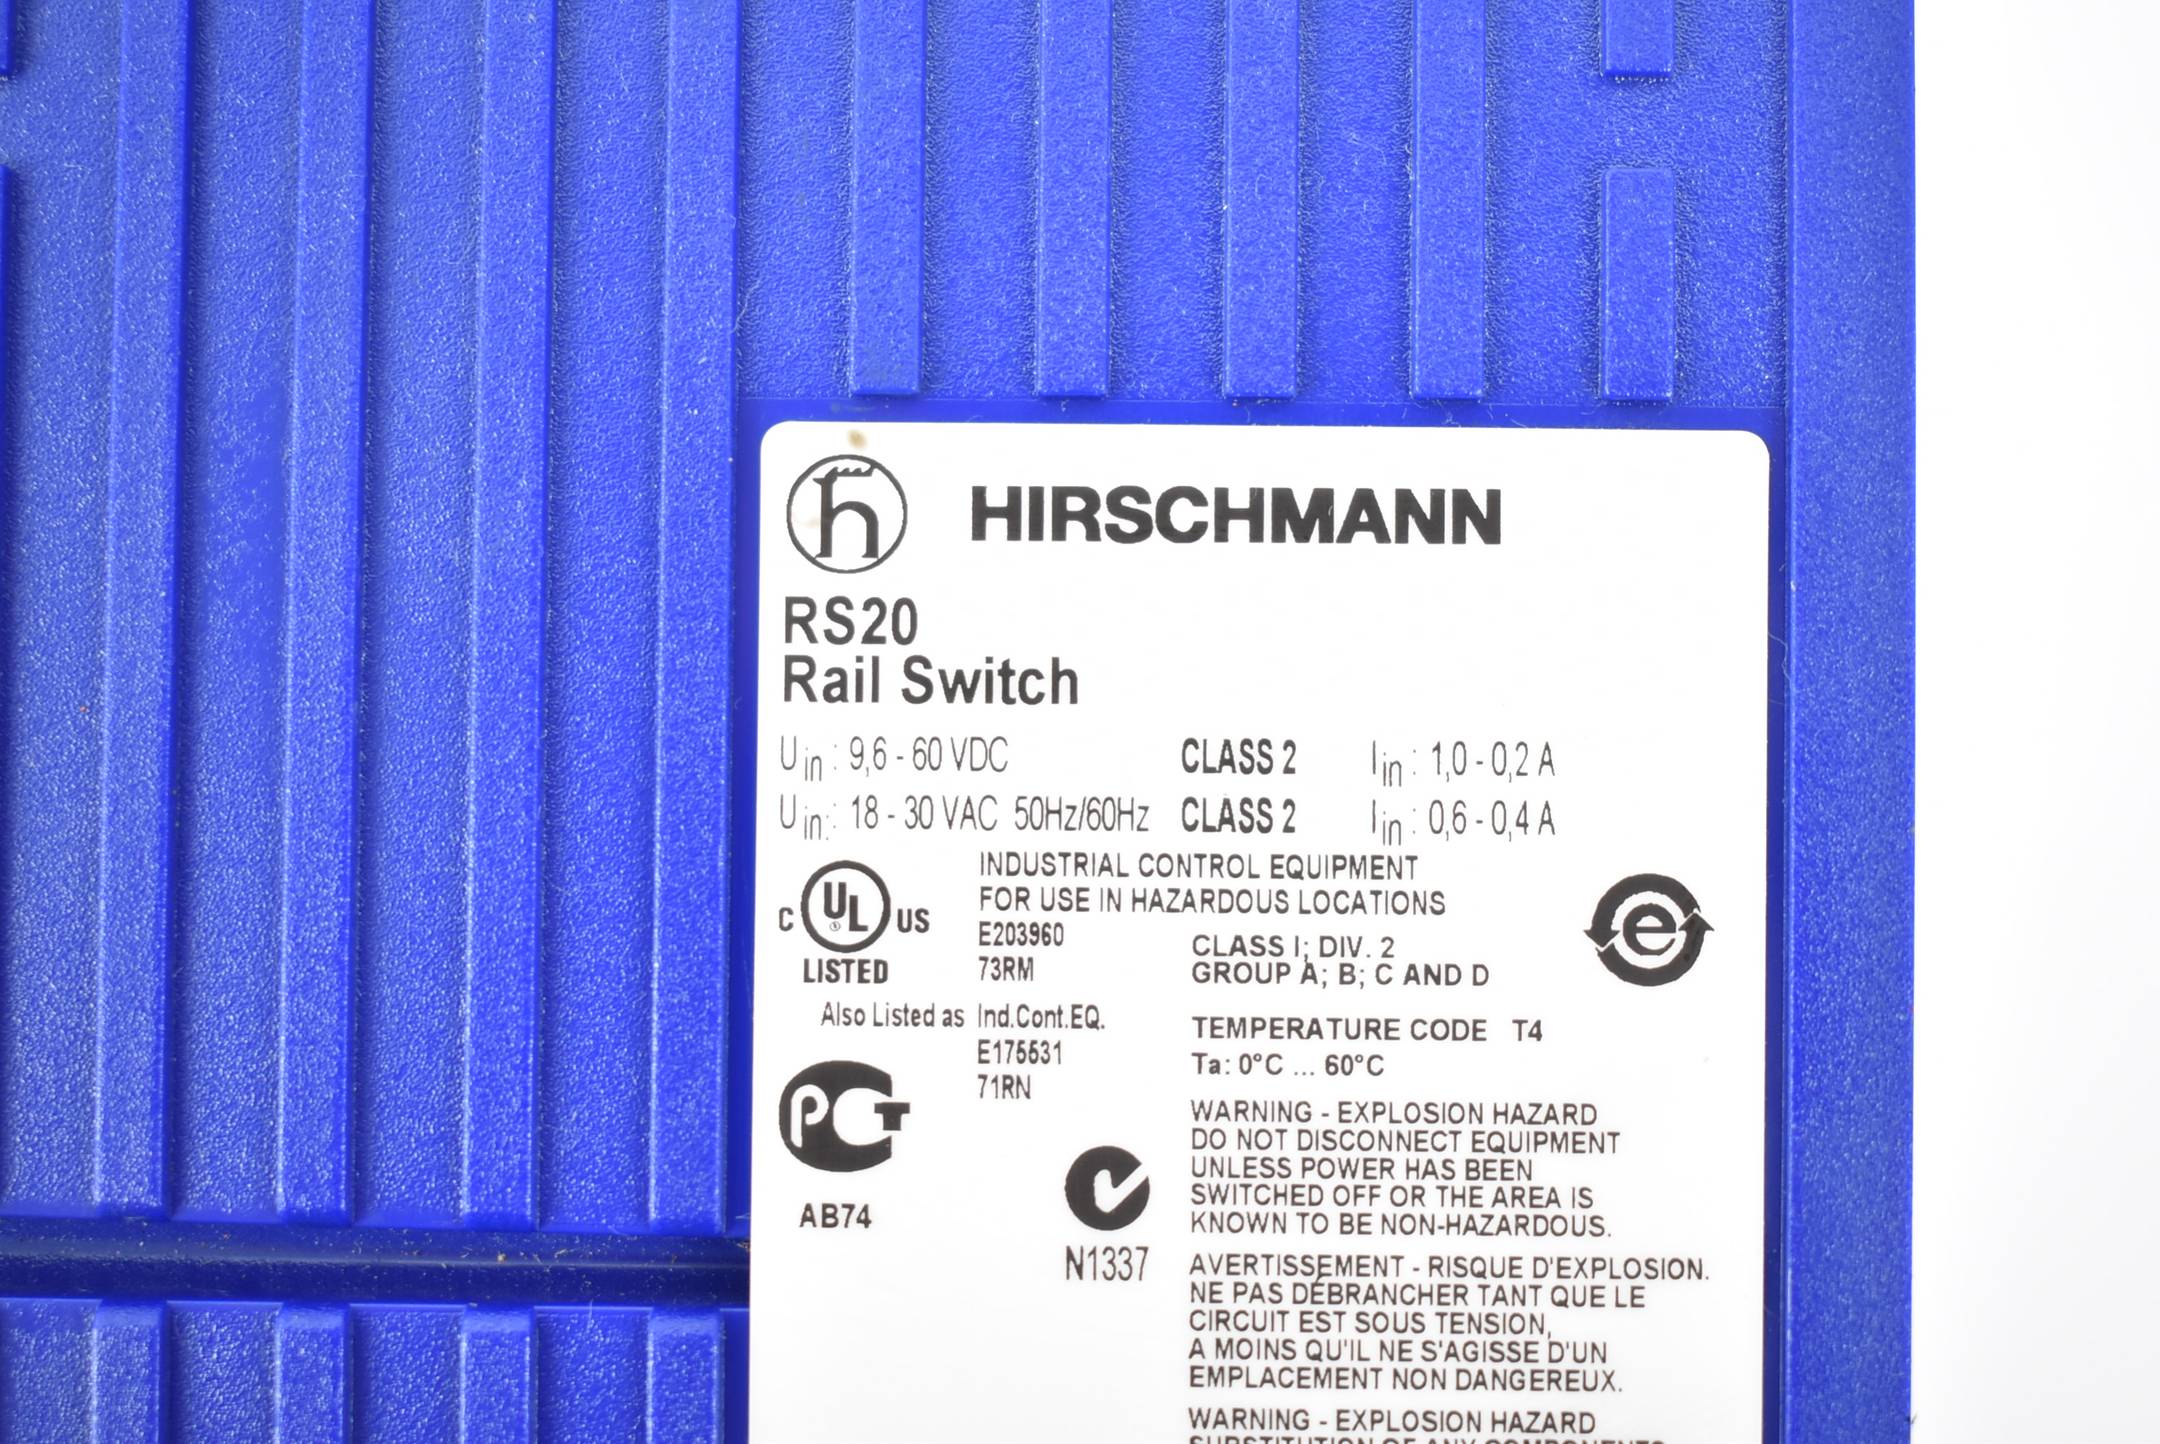 HIRSCHMANN
RS20
Rail Switch
Uin: 9,6 - 60 VDC CLASS 2 Iin: 1,0 - 0,2 A
Uin: 18 - 30 VAC 50Hz/60Hz CLASS 2 Iin: 0,6 - 0,4 A
INDUSTRIAL CONTROL EQUIPMENT
FOR USE IN HAZARDOUS LOCATIONS
C UL US
LISTED
E203960
73RM
CLASS I; DIV. 2
GROUP A; B; C AND D
e
Also Listed as Ind.Cont.EQ.
E175531
71RN
TEMPERATURE CODE T4
Ta: 0°C ... 60°C
PCT
AB74
N1337
WARNING - EXPLOSION HAZARD
DO NOT DISCONNECT EQUIPMENT
UNLESS POWER HAS BEEN
SWITCHED OFF OR THE AREA IS
KNOWN TO BE NON-HAZARDOUS.
AVERTISSEMENT - RISQUE D'EXPLOSION.
NE PAS DÉBRANCHER TANT QUE LE
CIRCUIT EST SOUS TENSION,
A MOINS QU'IL NE S'AGISSE D'UN
EMPLACEMENT NON DANGEREUX.
WARNING - EXPLOSION HAZARD
SUBSTITUTION OF ANY COMPONENTS